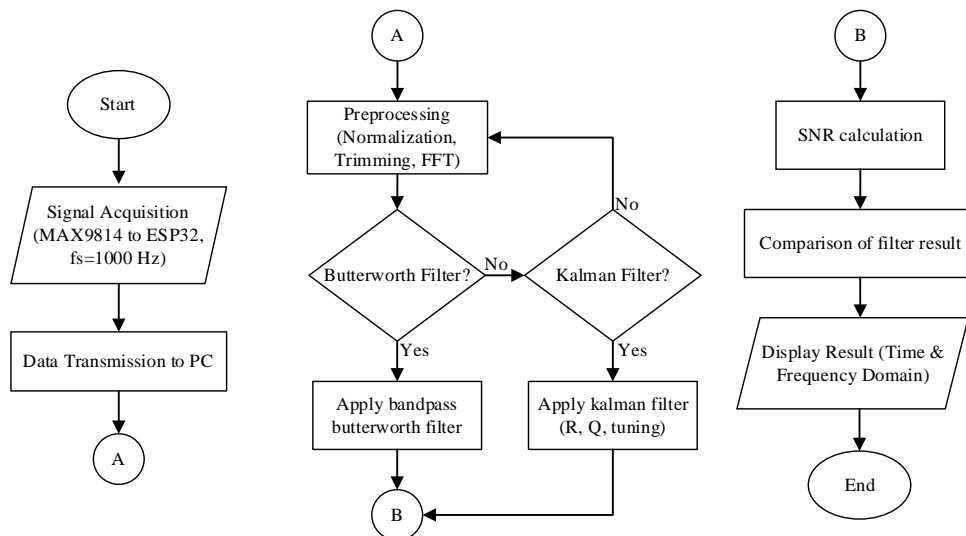 Start
Signal Acquisition
(MAX9814 to ESP32,
fs=1000 Hz)
Data Transmission to PC
A
A
Preprocessing
(Normalization,
Trimming, FFT)
Butterworth Filter?
No
Kalman Filter?
No
Yes
Yes
Apply bandpass
butterworth filter
Apply kalman filter
(R, Q, tuning)
B
B
SNR calculation
Comparison of filter result
Display Result (Time &
Frequency Domain)
End